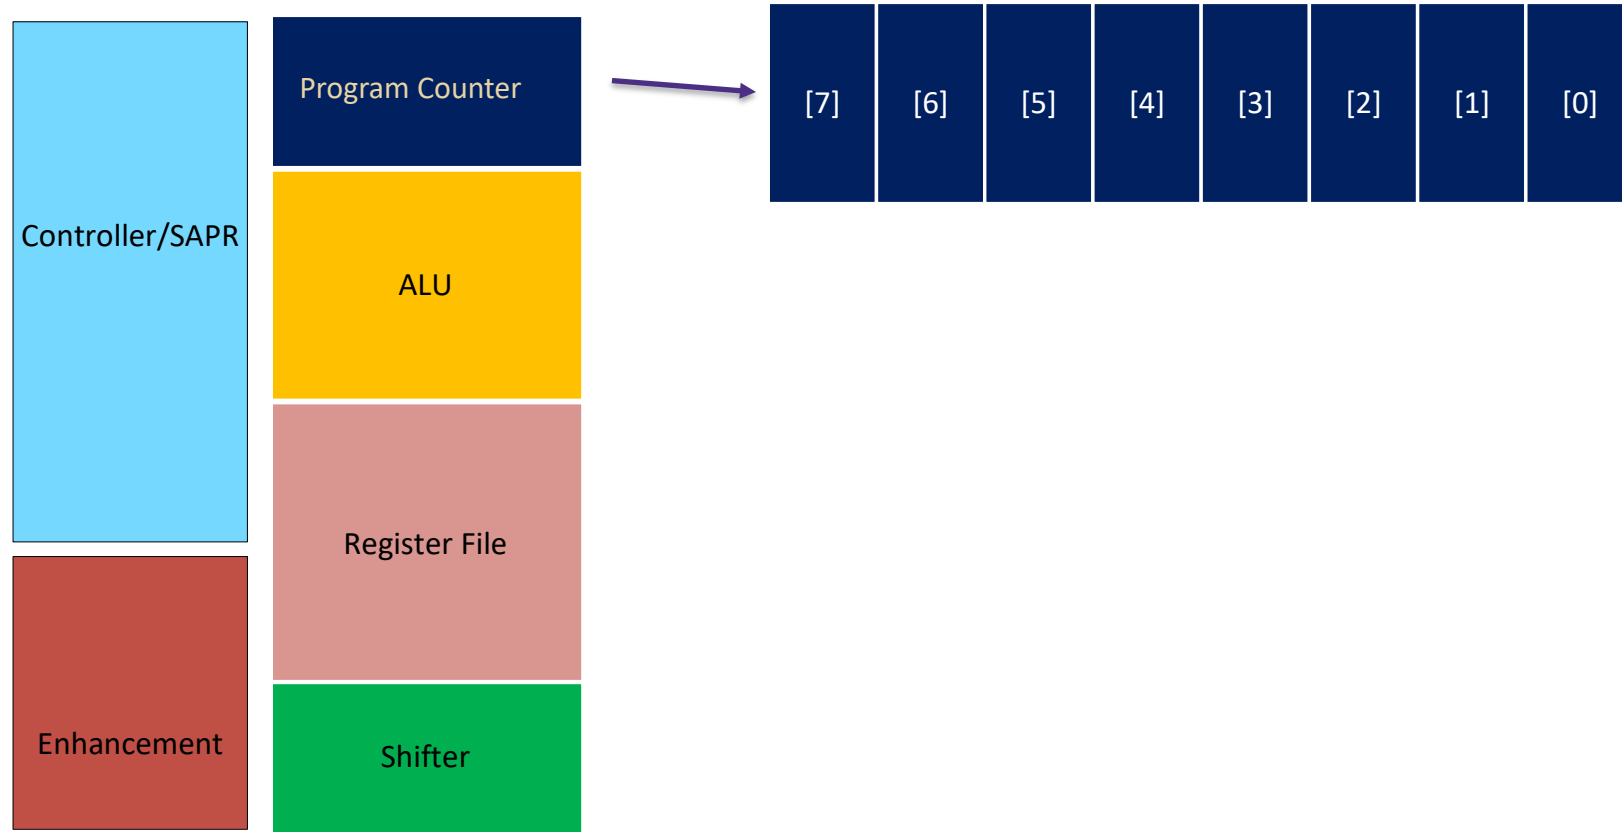 Controller/SAPR
Enhancement
Program Counter
ALU
Register File
Shifter
[7] [6] [5] [4] [3] [2] [1] [0]